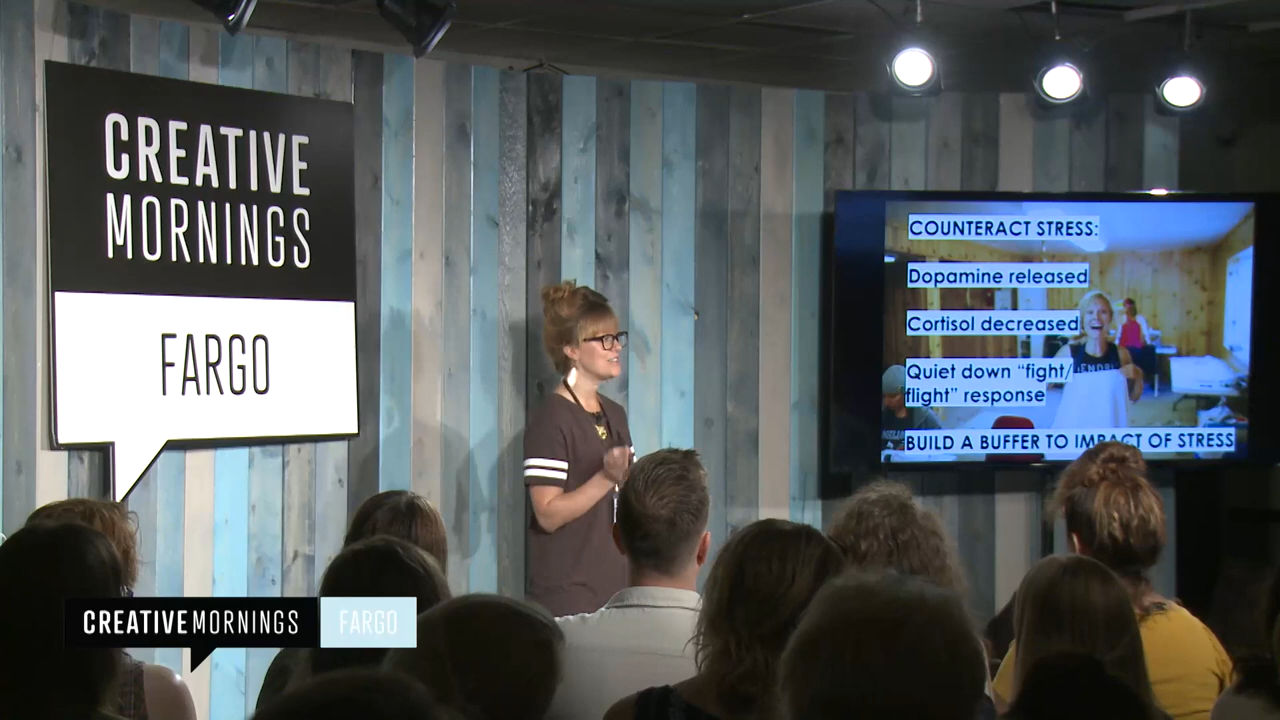 CREATIVE
MORNINGS
FARGO
COUNTERACT STRESS:
Dopamine released
Cortisol decreased
Quiet down “fight/
flight” response
BUILD A BUFFER TO IMPACT OF STRESS
CREATIVEMORNINGS FARGO